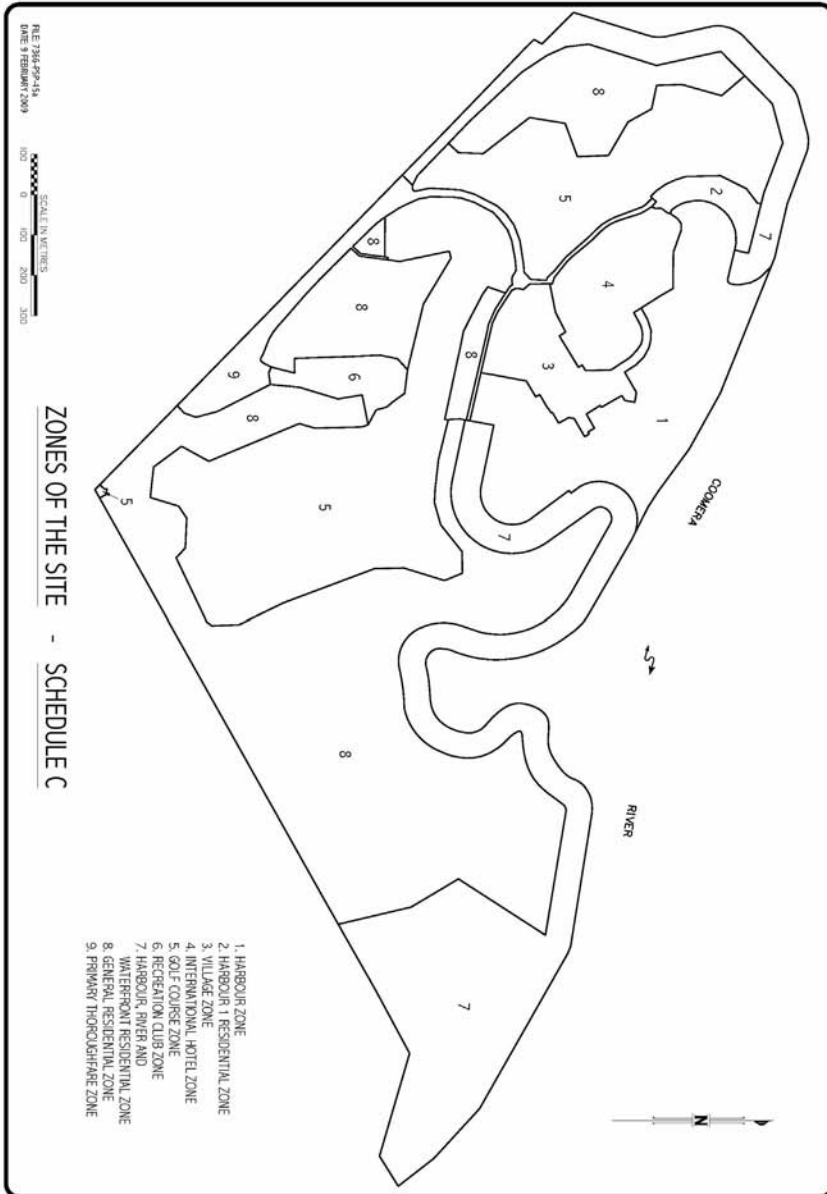 FILE: 7366-PSP-45a
DATE: 9 FEBRUARY 2009
SCALE IN METRES
100 0 100 200 300
ZONES OF THE SITE - SCHEDULE C
COOMERA
RIVER
8
5
2
7
4
3
1
8
8
8
6
9
8
5
5
7
8
7
1. HARBOUR ZONE
2. HARBOUR 1 RESIDENTIAL ZONE
3. VILLAGE ZONE
4. INTERNATIONAL HOTEL ZONE
5. GOLF COURSE ZONE
6. RECREATION CLUB ZONE
7. HARBOUR, RIVER AND
WATERFRONT RESIDENTIAL ZONE
8. GENERAL RESIDENTIAL ZONE
9. PRIMARY THOROUGHFARE ZONE
N